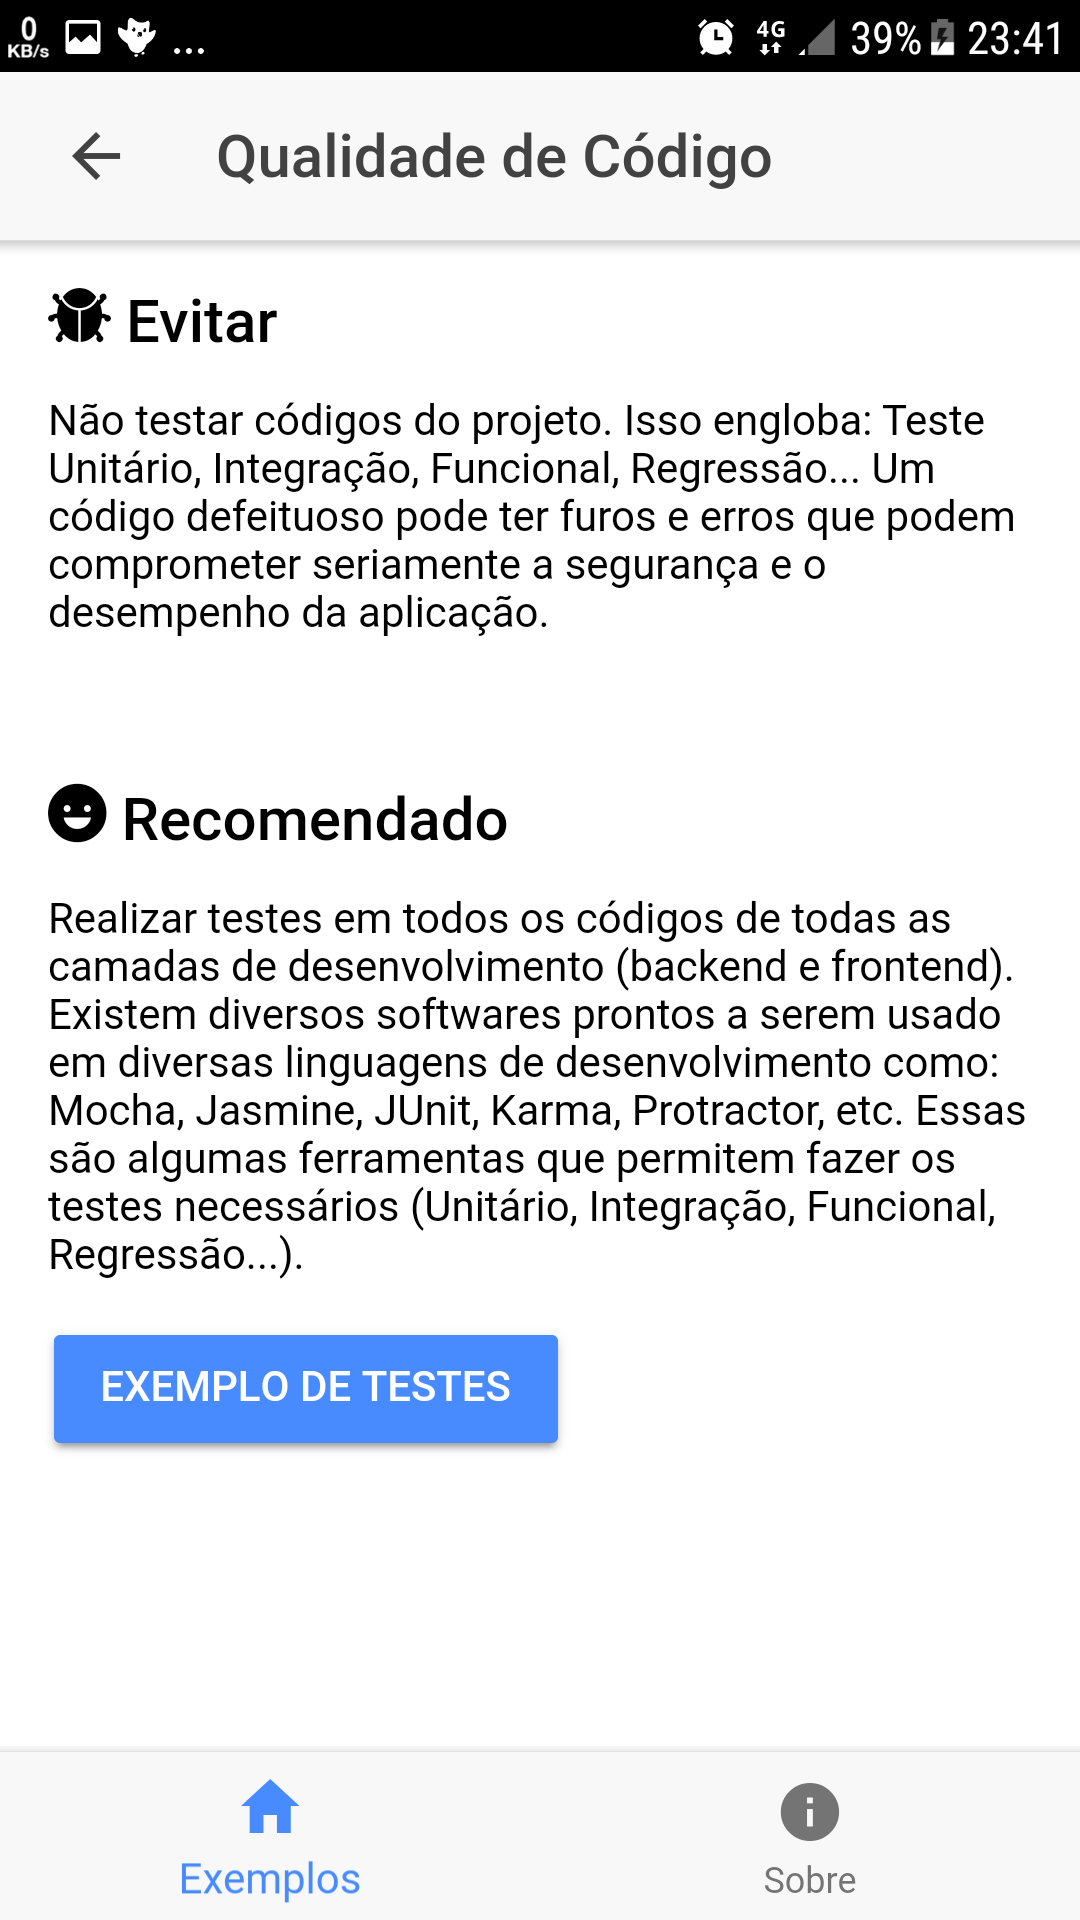 0
KB/s
...
4G
39%
23:41
Qualidade de Código
Evitar
Não testar códigos do projeto. Isso engloba: Teste
Unitário, Integração, Funcional, Regressão... Um
código defeituoso pode ter furos e erros que podem
comprometer seriamente a segurança e o
desempenho da aplicação.
Recomendado
Realizar testes em todos os códigos de todas as
camadas de desenvolvimento (backend e frontend).
Existem diversos softwares prontos a serem usado
em diversas linguagens de desenvolvimento como:
Mocha, Jasmine, JUnit, Karma, Protractor, etc. Essas
são algumas ferramentas que permitem fazer os
testes necessários (Unitário, Integração, Funcional,
Regressão...).
EXEMPLO DE TESTES
Exemplos
Sobre